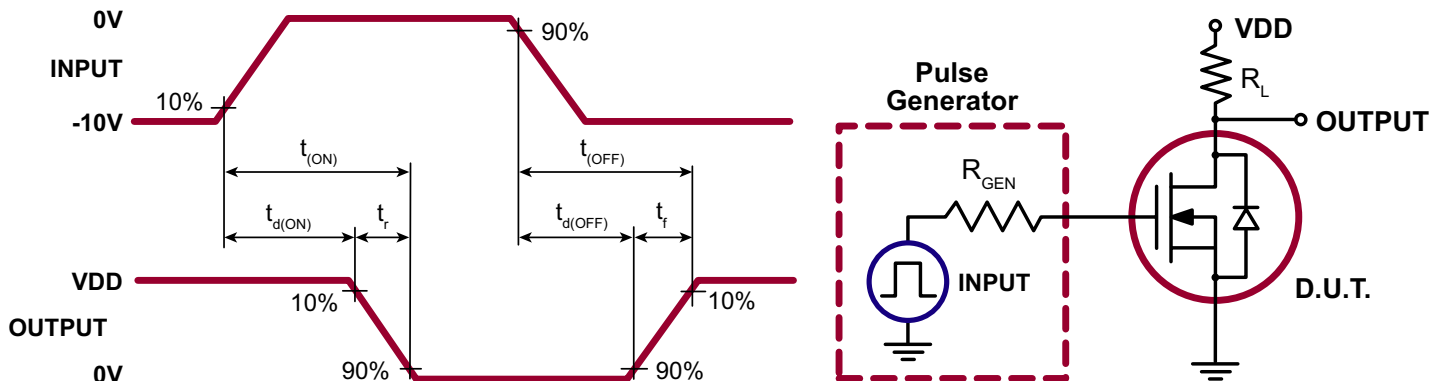 0V
INPUT
-10V
10%
90%
t(ON)
t(OFF)
td(ON)
tr
td(OFF)
tf
VDD
OUTPUT
0V
10%
90%
10%
90%
Pulse
Generator
RGEN
INPUT
VDD
RL
OUTPUT
D.U.T.